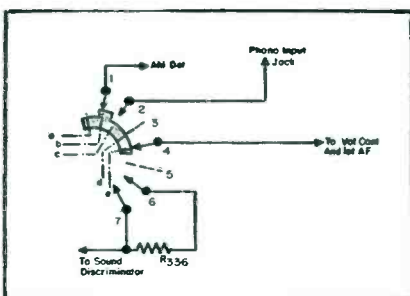 Phono Input
Jack
AM Det
1
2
3
a
b
4
To Vol Cont
And 1st AF
c
5
d
e
6
7
R336
To Sound
Discriminator